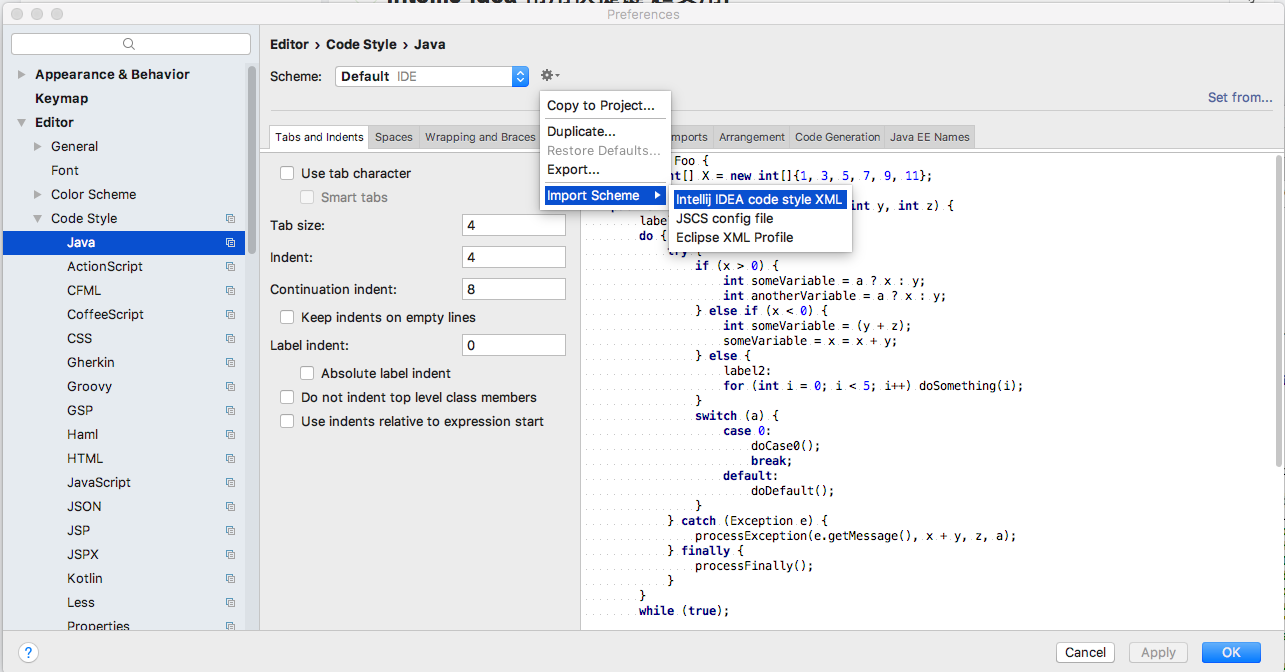 Preferences
Editor › Code Style › Java
Scheme: Default IDE
Set from...
Appearance & Behavior
Keymap
Editor
General
Font
Color Scheme
Code Style
Java
ActionScript
CFML
CoffeeScript
CSS
Gherkin
Groovy
GSP
Haml
HTML
JavaScript
JSON
JSP
JSPX
Kotlin
Less
Properties
Copy to Project...
Duplicate...
Restore Defaults...
Export...
Import Scheme
Intellij IDEA code style XML
JSCS config file
Eclipse XML Profile
Tabs and Indents Spaces Wrapping and Braces mports Arrangement Code Generation Java EE Names
Use tab character
Smart tabs
Tab size: 4
Indent: 4
Continuation indent: 8
Keep indents on empty lines
Label indent: 0
Absolute label indent
Do not indent top level class members
Use indents relative to expression start
Foo {
nt[] X = new int[]{1, 3, 5, 7, 9, 11};
int y, int z) {
labe
do {
try {
if (x > 0) {
int someVariable = a ? x : y;
int anotherVariable = a ? x : y;
} else if (x < 0) {
int someVariable = (y + z);
someVariable = x = x + y;
} else {
label2:
for (int i = 0; i < 5; i++) doSomething(i);
}
switch (a) {
case 0:
doCase0();
break;
default:
doDefault();
}
} catch (Exception e) {
processException(e.getMessage(), x + y, z, a);
} finally {
processFinally();
}
}
while (true);
?
Cancel Apply OK